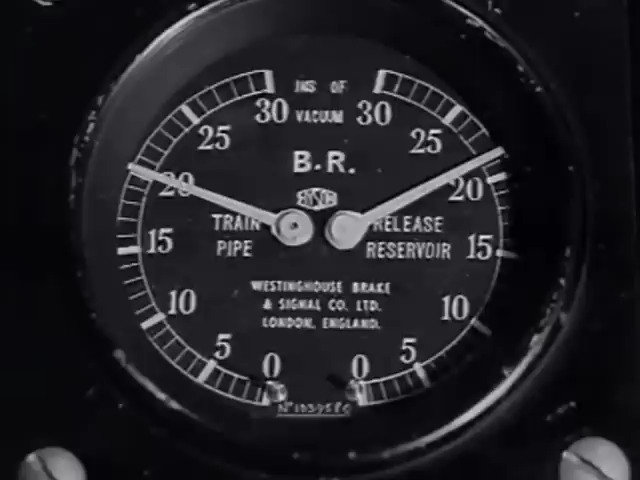 INS OF
30 VACUUM 30
25 25
B.R.
20 20
TRAIN RELEASE
15 PIPE RESERVOIR 15
WESTINGHOUSE BRAKE
10 & SIGNAL CO. LTD. 10
LONDON, ENGLAND.
5 5
0 0